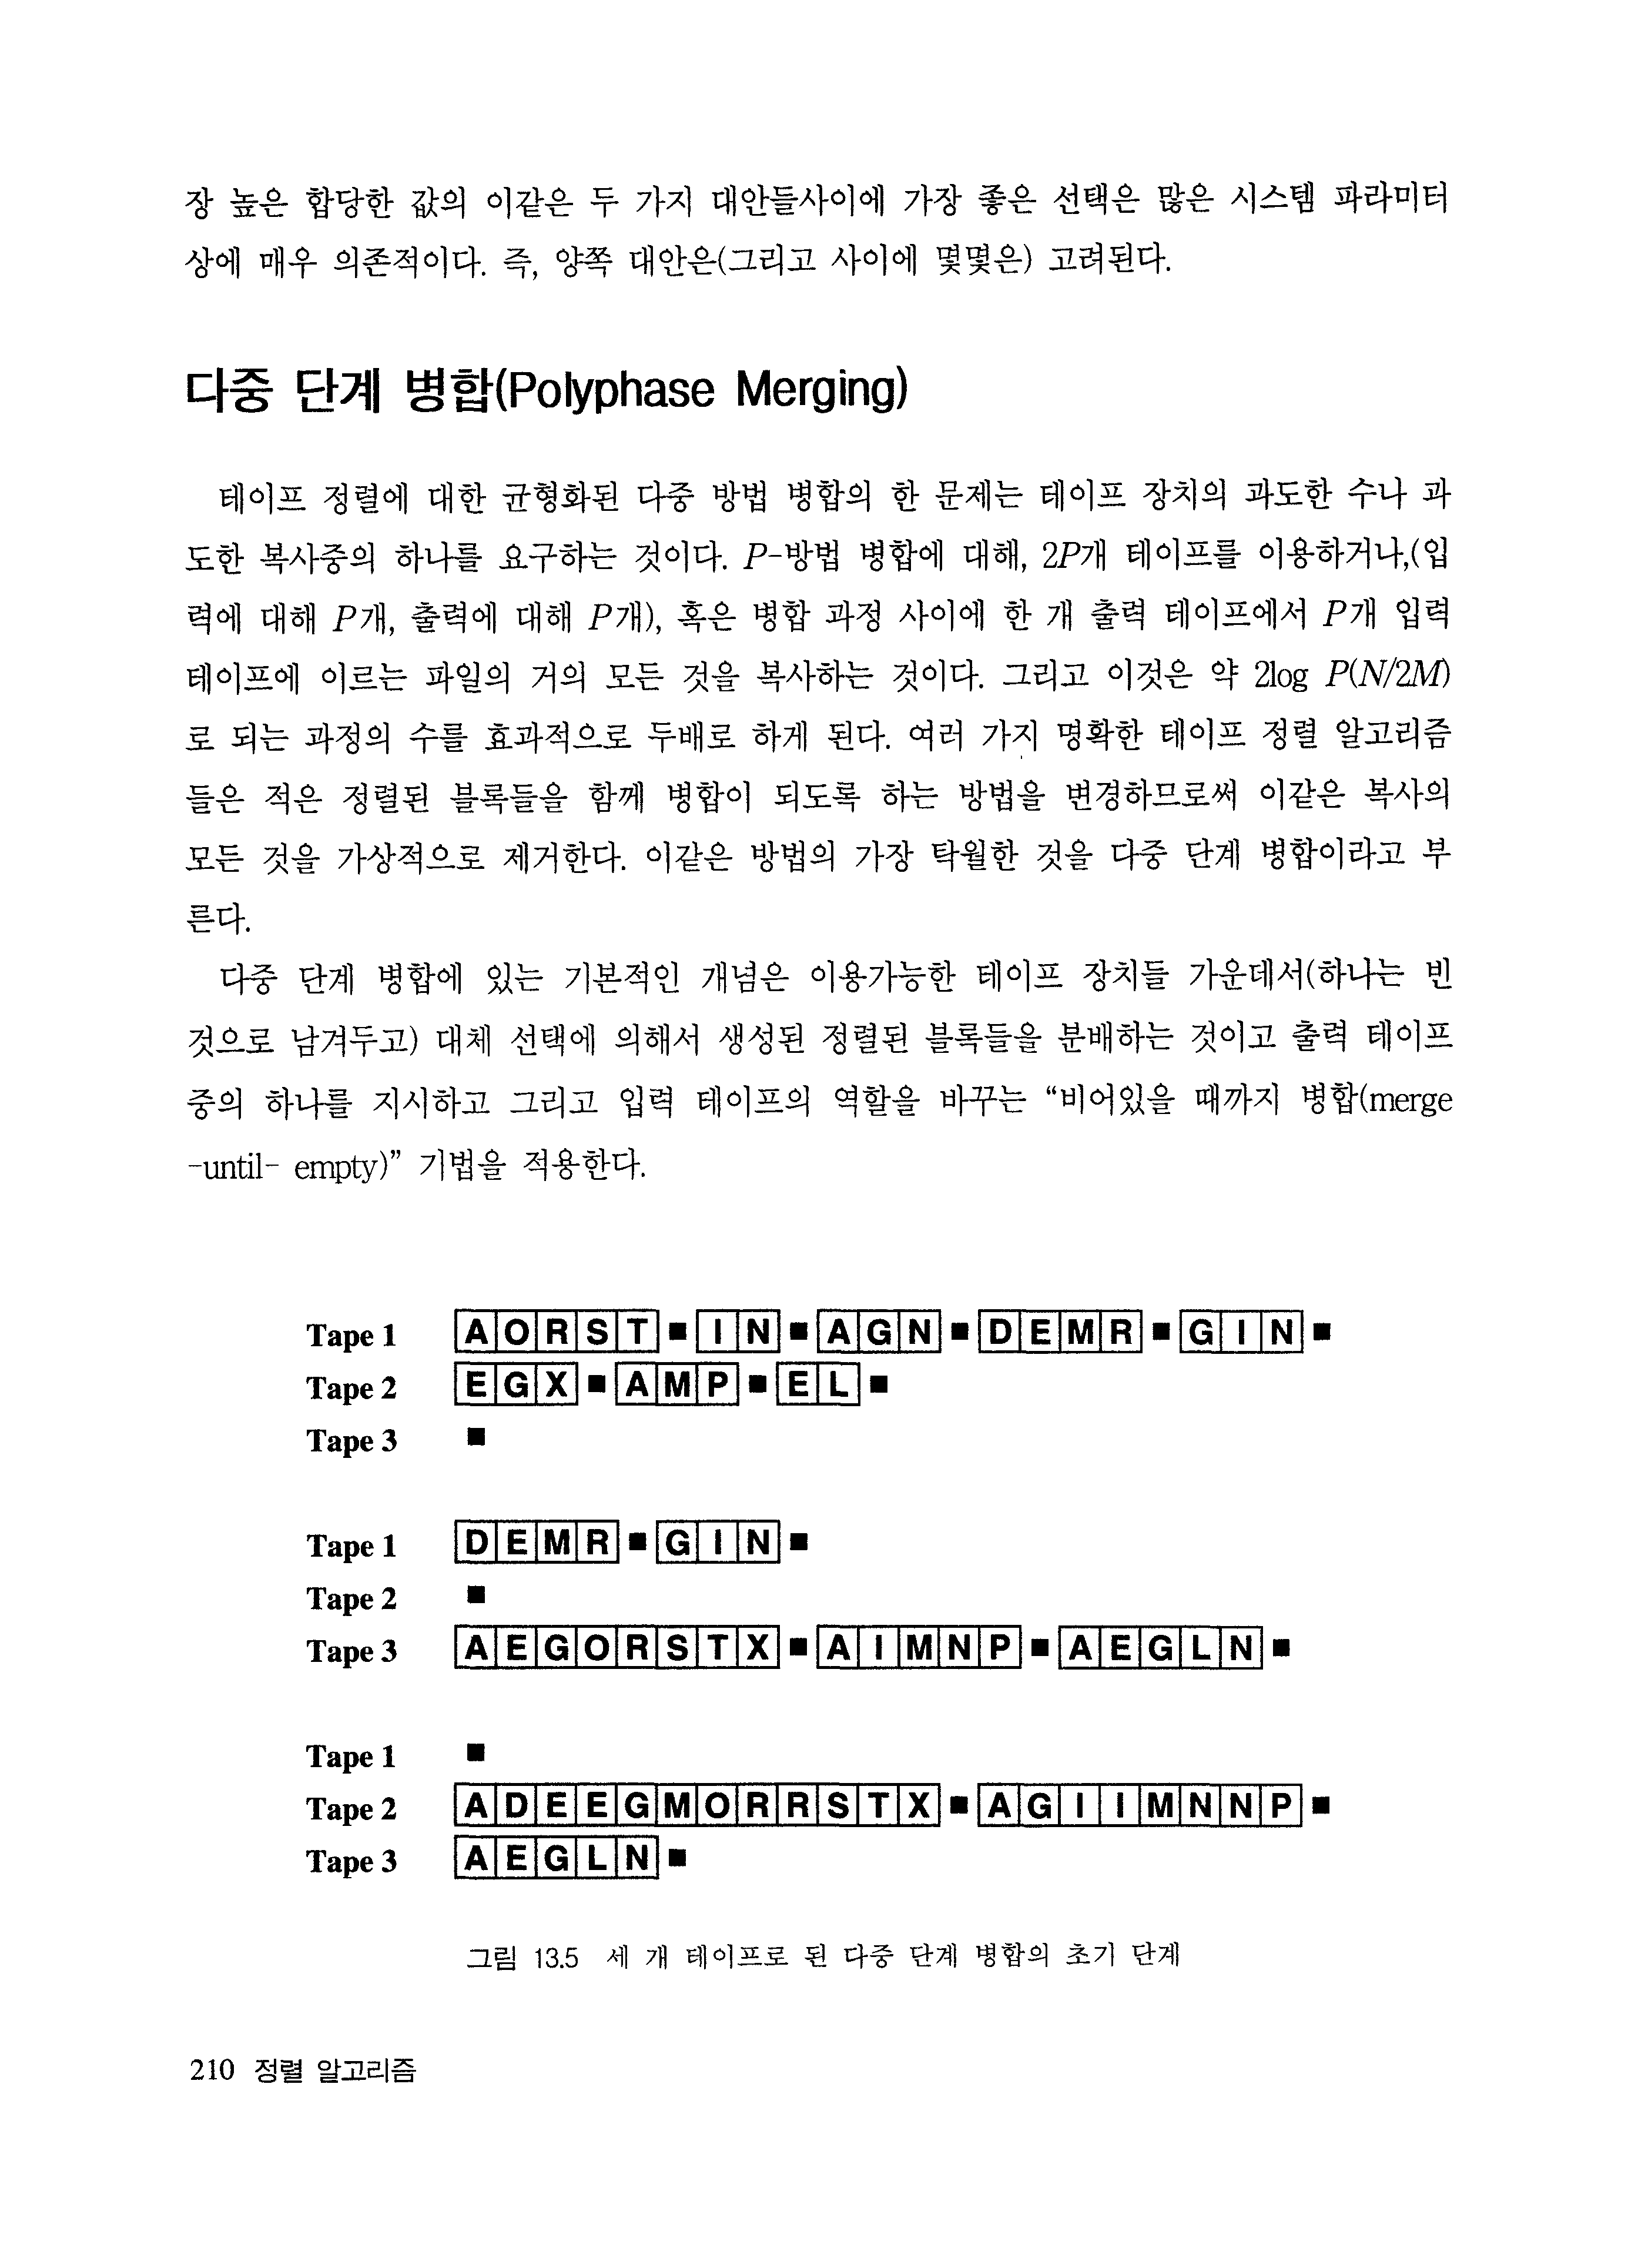 장 높은 합당한 값의 이같은 두 가지 대안들사이에 가장 좋은 선택은 많은 시스템 파라미터
상에 매우 의존적이다. 즉, 양쪽 대안은(그리고 사이에 몇몇은) 고려된다.
다중 단계 병합(Polyphase Merging)
테이프 정렬에 대한 균형화된 다중 방법 병합의 한 문제는 테이프 장치의 과도한 수나 과
도한 복사중의 하나를 요구하는 것이다. P-방법 병합에 대해, 2P개 테이프를 이용하거나,(입
력에 대해 P개, 출력에 대해 P개), 혹은 병합 과정 사이에 한 개 출력 테이프에서 P개 입력
테이프에 이르는 파일의 거의 모든 것을 복사하는 것이다. 그리고 이것은 약 2log P(N/2M)
로 되는 과정의 수를 효과적으로 두배로 하게 된다. 여러 가지 명확한 테이프 정렬 알고리즘
들은 적은 정렬된 블록들을 함께 병합이 되도록 하는 방법을 변경하므로써 이같은 복사의
모든 것을 가상적으로 제거한다. 이같은 방법의 가장 탁월한 것을 다중 단계 병합이라고 부
른다.
다중 단계 병합에 있는 기본적인 개념은 이용가능한 테이프 장치들 가운데서(하나는 빈
것으로 남겨두고) 대체 선택에 의해서 생성된 정렬된 블록들을 분배하는 것이고 출력 테이프
중의 하나를 지시하고 그리고 입력 테이프의 역할을 바꾸는 “비어있을 때까지 병합(merge
-until- empty)” 기법을 적용한다.
Tape 1 A O R S T ■ I N ■ A G N ■ D E M R ■ G I N ■
Tape 2 E G X ■ A M P ■ E L ■
Tape 3 ■
Tape 1 D E M R ■ G I N ■
Tape 2 ■
Tape 3 A E G O R S T X ■ A I M N P ■ A E G L N ■
Tape 1 ■
Tape 2 A D E E G M O R R S T X ■ A G I I M N N P ■
Tape 3 A E G L N ■
그림 13.5 세 개 테이프로 된 다중 단계 병합의 초기 단계
210 정렬 알고리즘